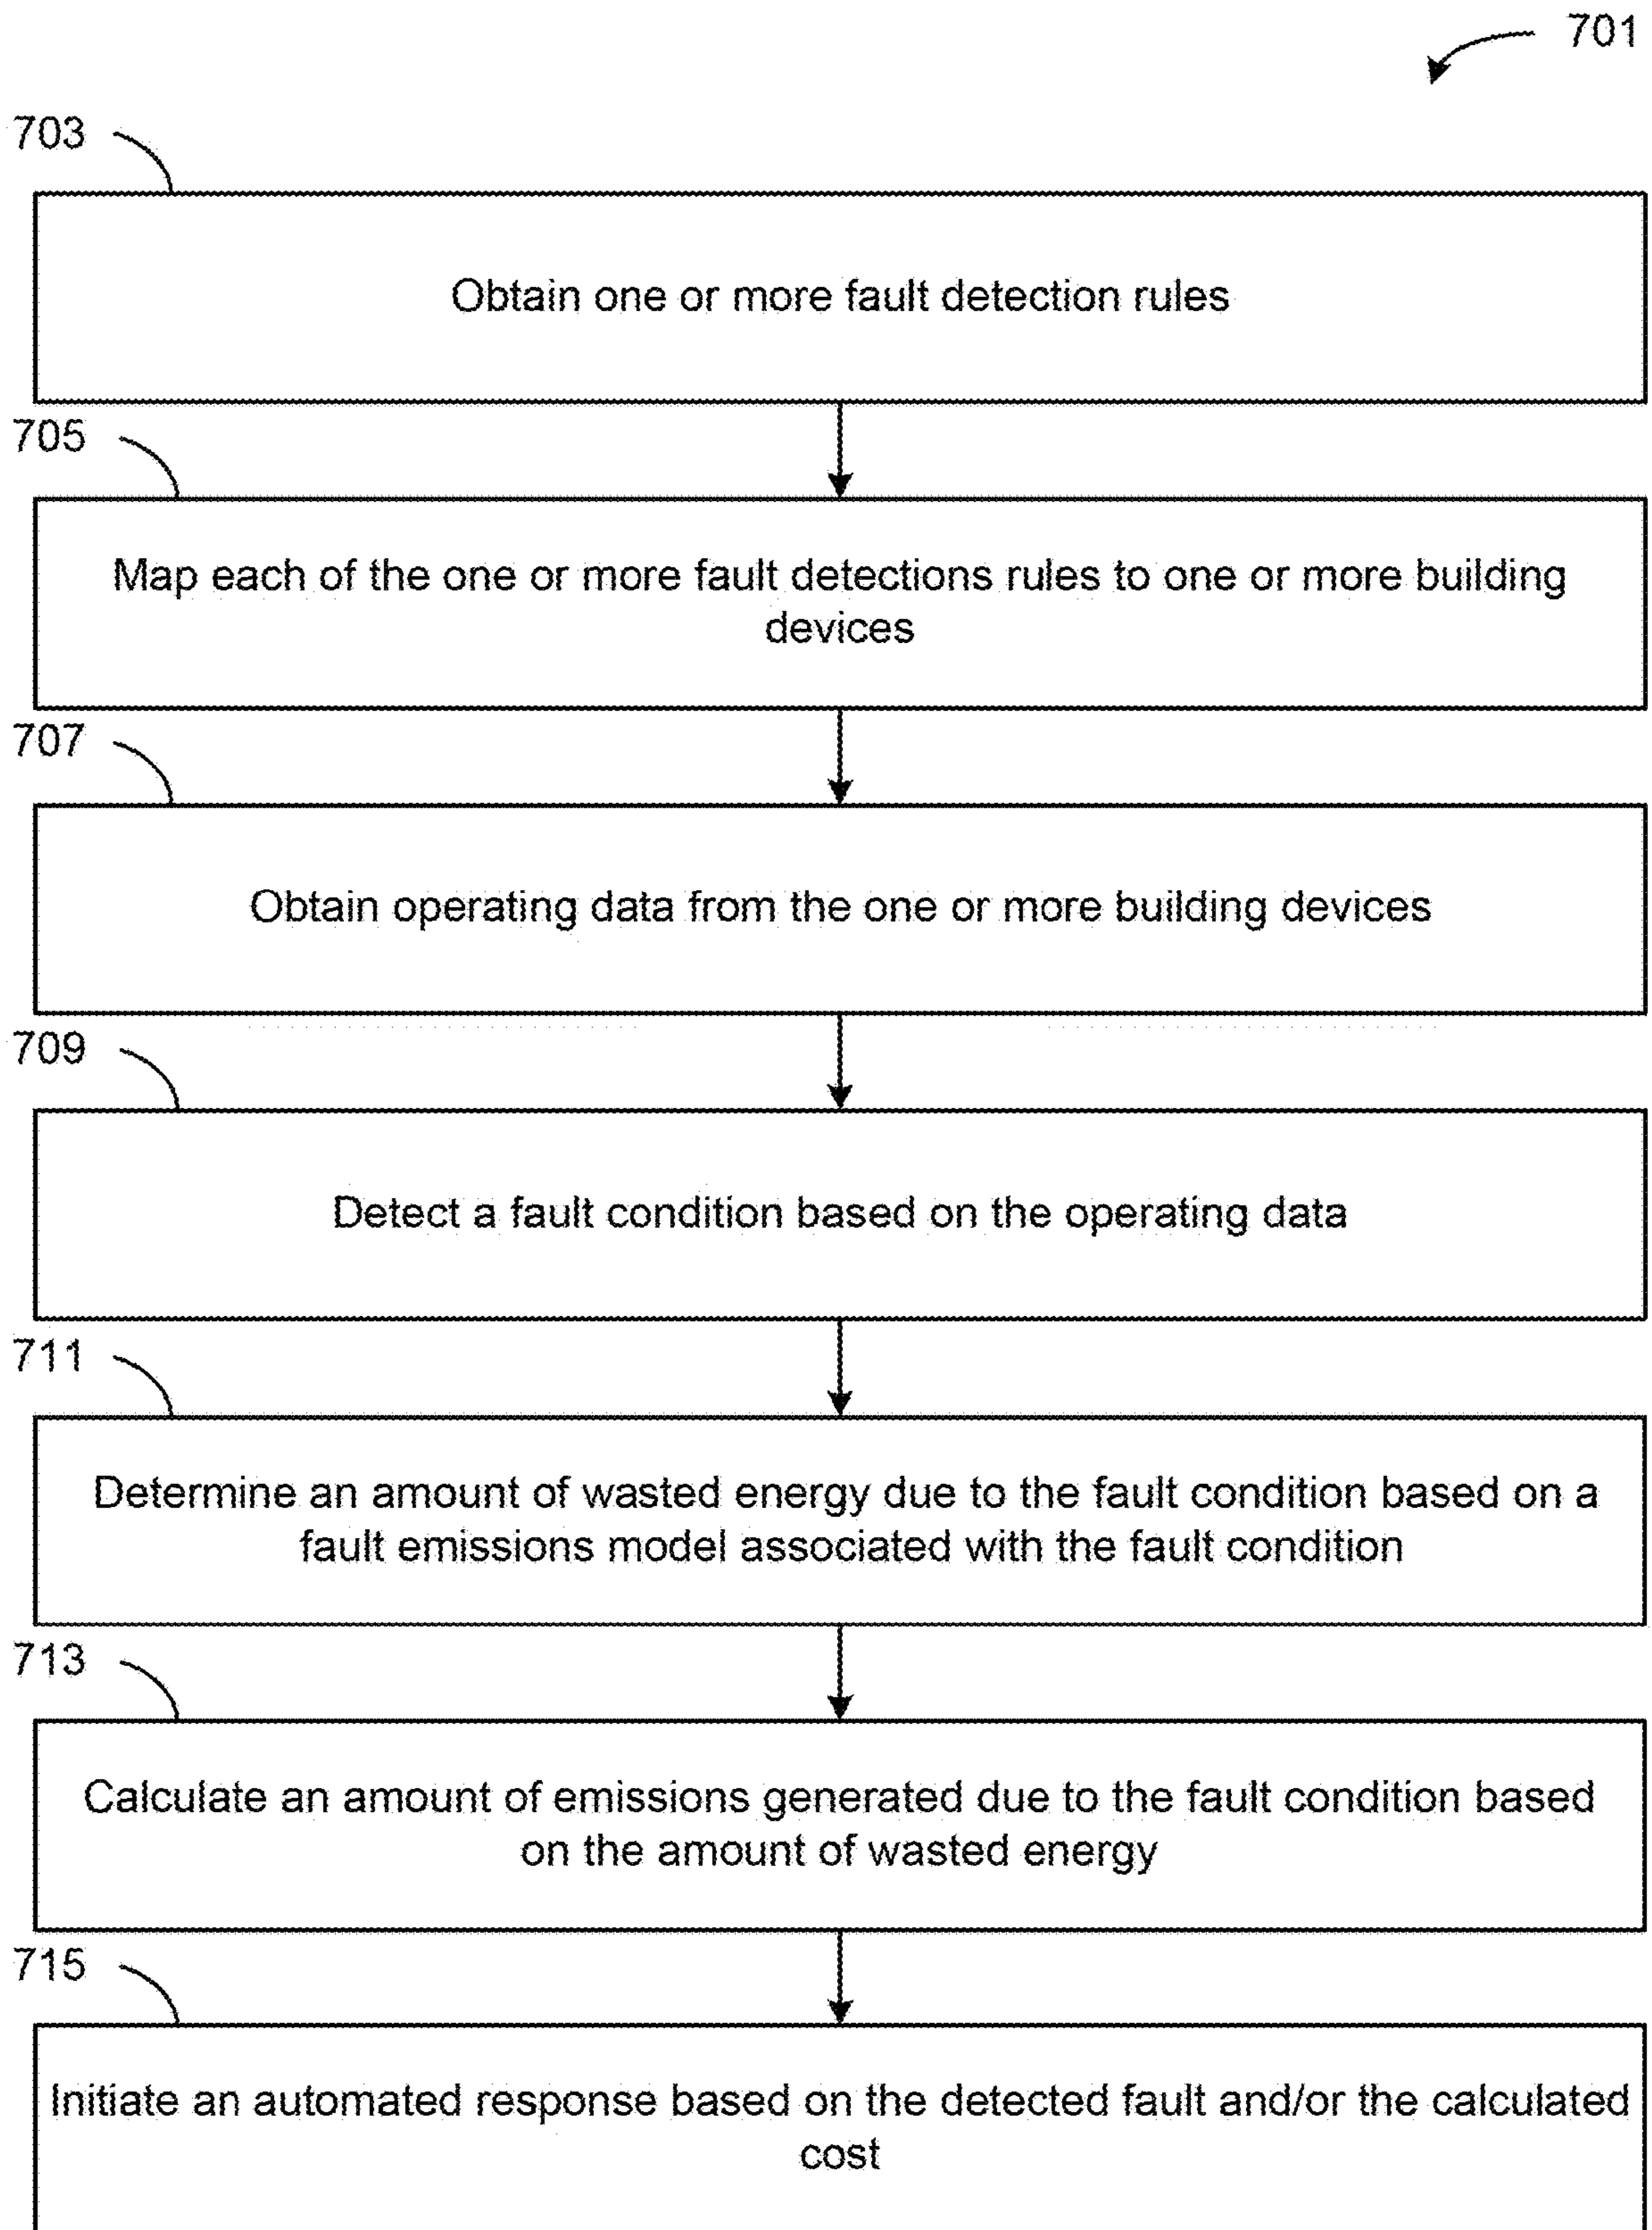 701
703
Obtain one or more fault detection rules
705
Map each of the one or more fault detections rules to one or more building
devices
707
Obtain operating data from the one or more building devices
709
Detect a fault condition based on the operating data
711
Determine an amount of wasted energy due to the fault condition based on a
fault emissions model associated with the fault condition
713
Calculate an amount of emissions generated due to the fault condition based
on the amount of wasted energy
715
Initiate an automated response based on the detected fault and/or the calculated
cost